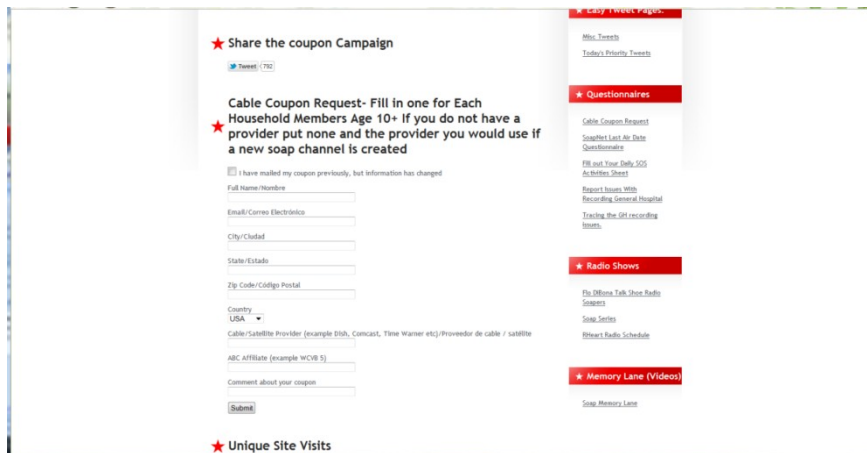 Share the coupon Campaign
Tweet 792
Cable Coupon Request- Fill in one for Each
Household Members Age 10+ If you do not have a
provider put none and the provider you would use if
a new soap channel is created
I have mailed my coupon previously, but information has changed
Full Name/Nombre
Email/Correo Electrónico
City/Ciudad
State/Estado
Zip Code/Código Postal
Country
USA
Cable/Satellite Provider (example Dish, Comcast, Time Warner etc)/Proveedor de cable / satélite
ABC Affiliate (example WCVB 5)
Comment about your coupon
Submit
Unique Site Visits
Easy Tweet Pages.
Misc Tweets
Today's Priority Tweets
Questionnaires
Cable Coupon Request
SoapNet Last Air Date
Questionnaire
Fill out Your Daily SOS
Activities Sheet
Report Issues With
Recording General Hospital
Tracing the GH recording
issues.
Radio Shows
Flo DiBona Talk Shoe Radio
Soapers
Soap Series
RHeart Radio Schedule
Memory Lane (Videos)
Soap Memory Lane